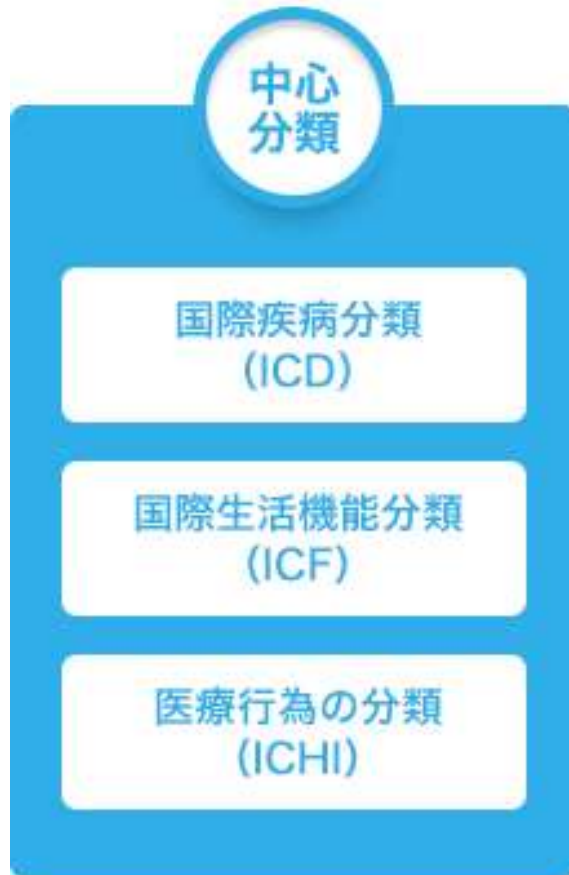 中心
分類
国際疾病分類
（ICD）
国際生活機能分類
（ICF）
医療行為の分類
（ICHI）